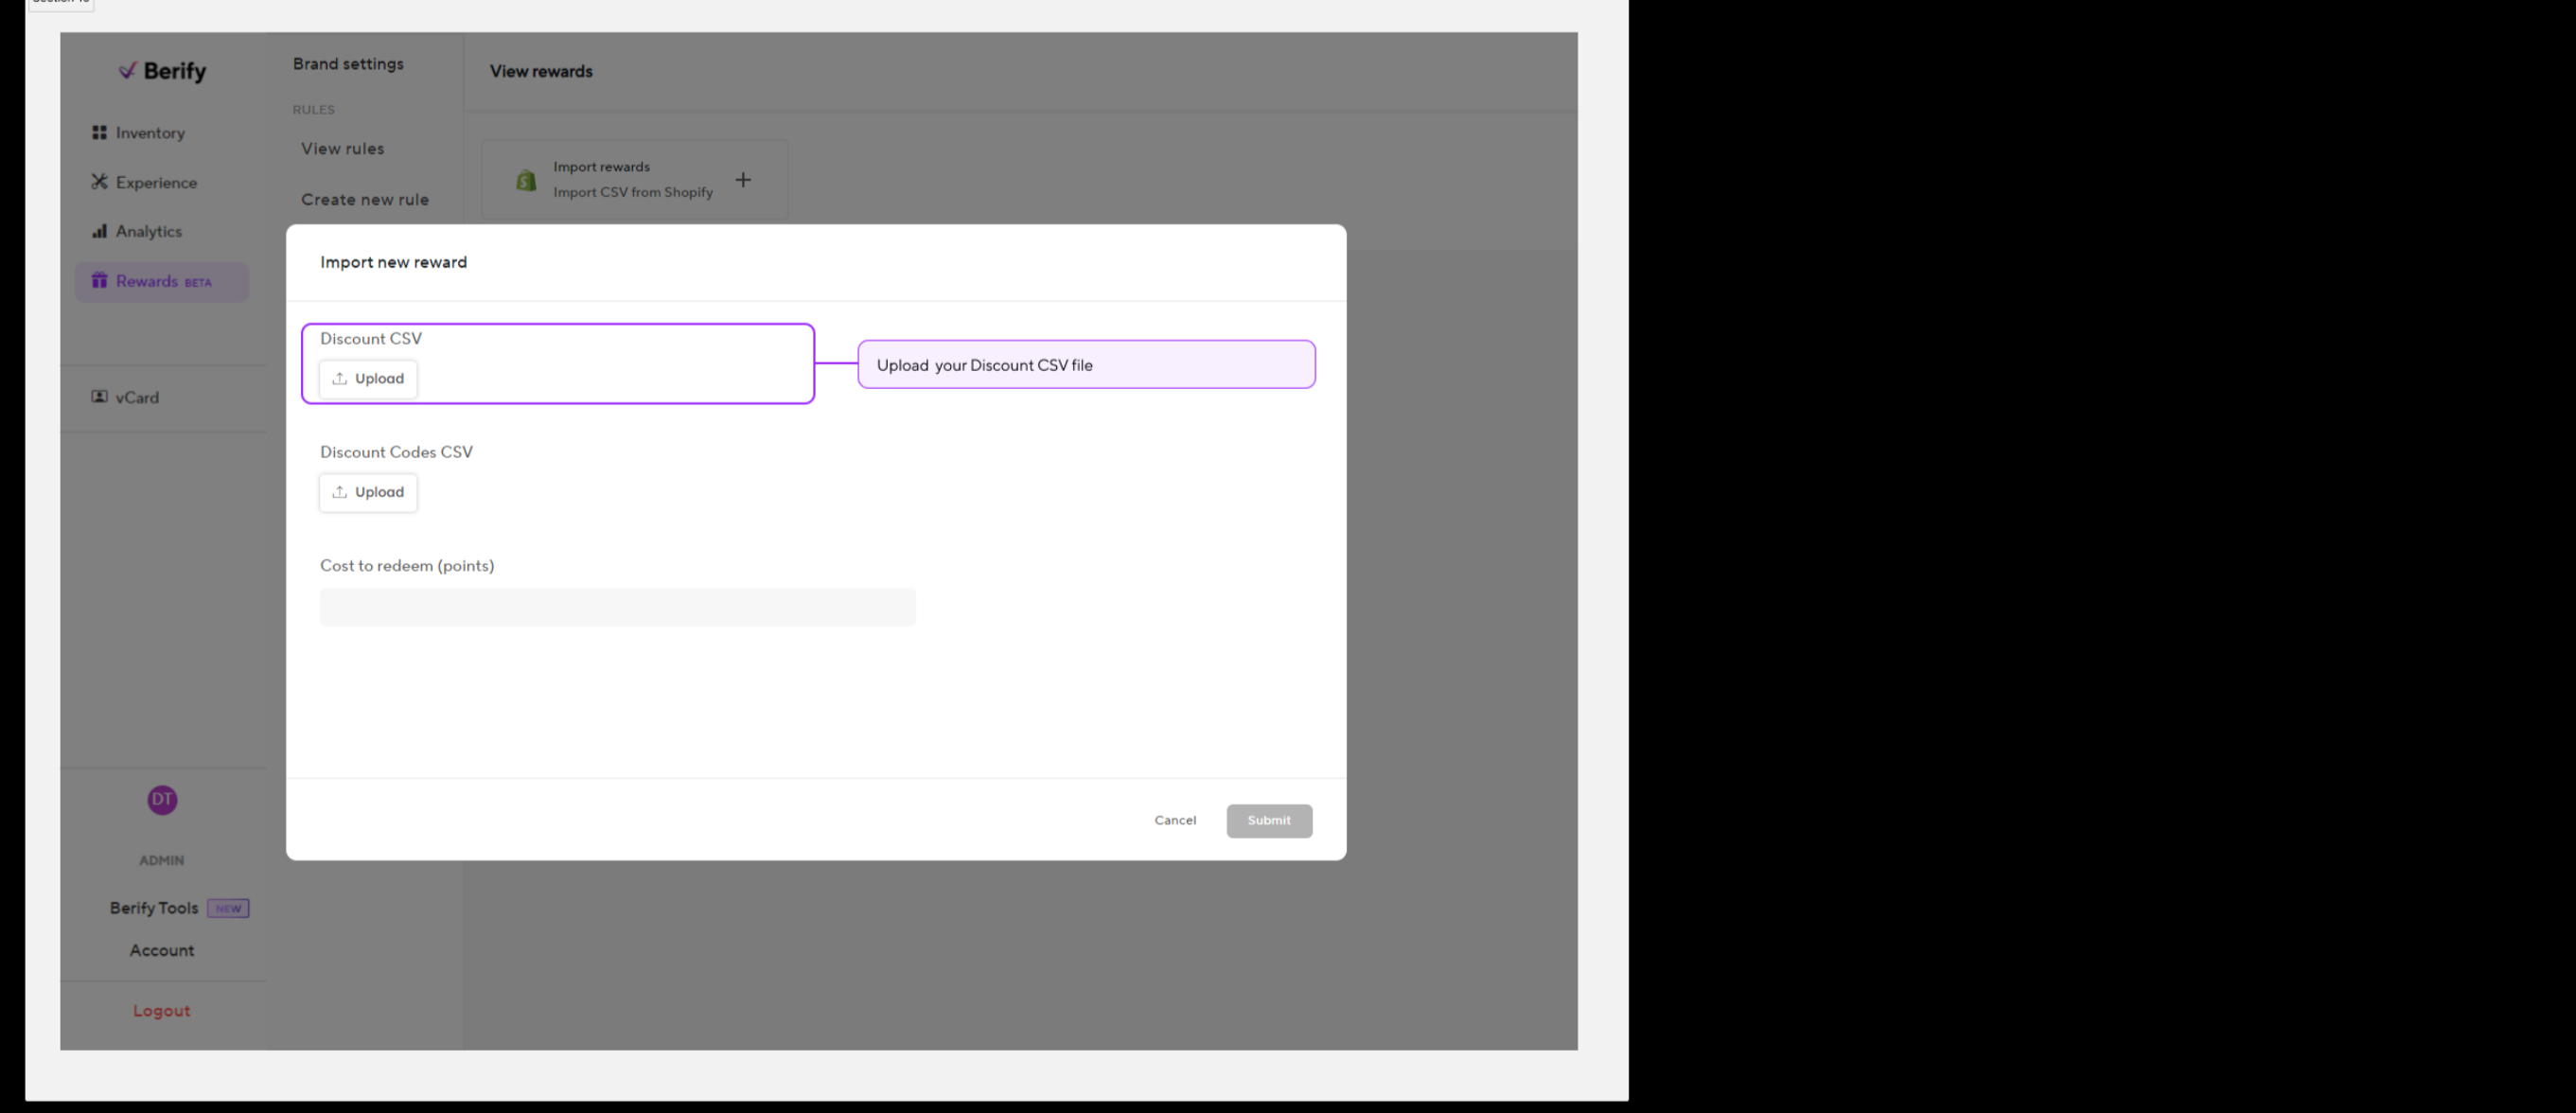 Berify
Inventory
Experience
Analytics
Rewards BETA
vCard
DT
ADMIN
Berify Tools NEW
Account
Logout
Brand settings
RULES
View rules
Create new rule
View rewards
Import rewards
Import CSV from Shopify
Import new reward
Discount CSV
Upload
Upload your Discount CSV file
Discount Codes CSV
Upload
Cost to redeem (points)
Cancel
Submit